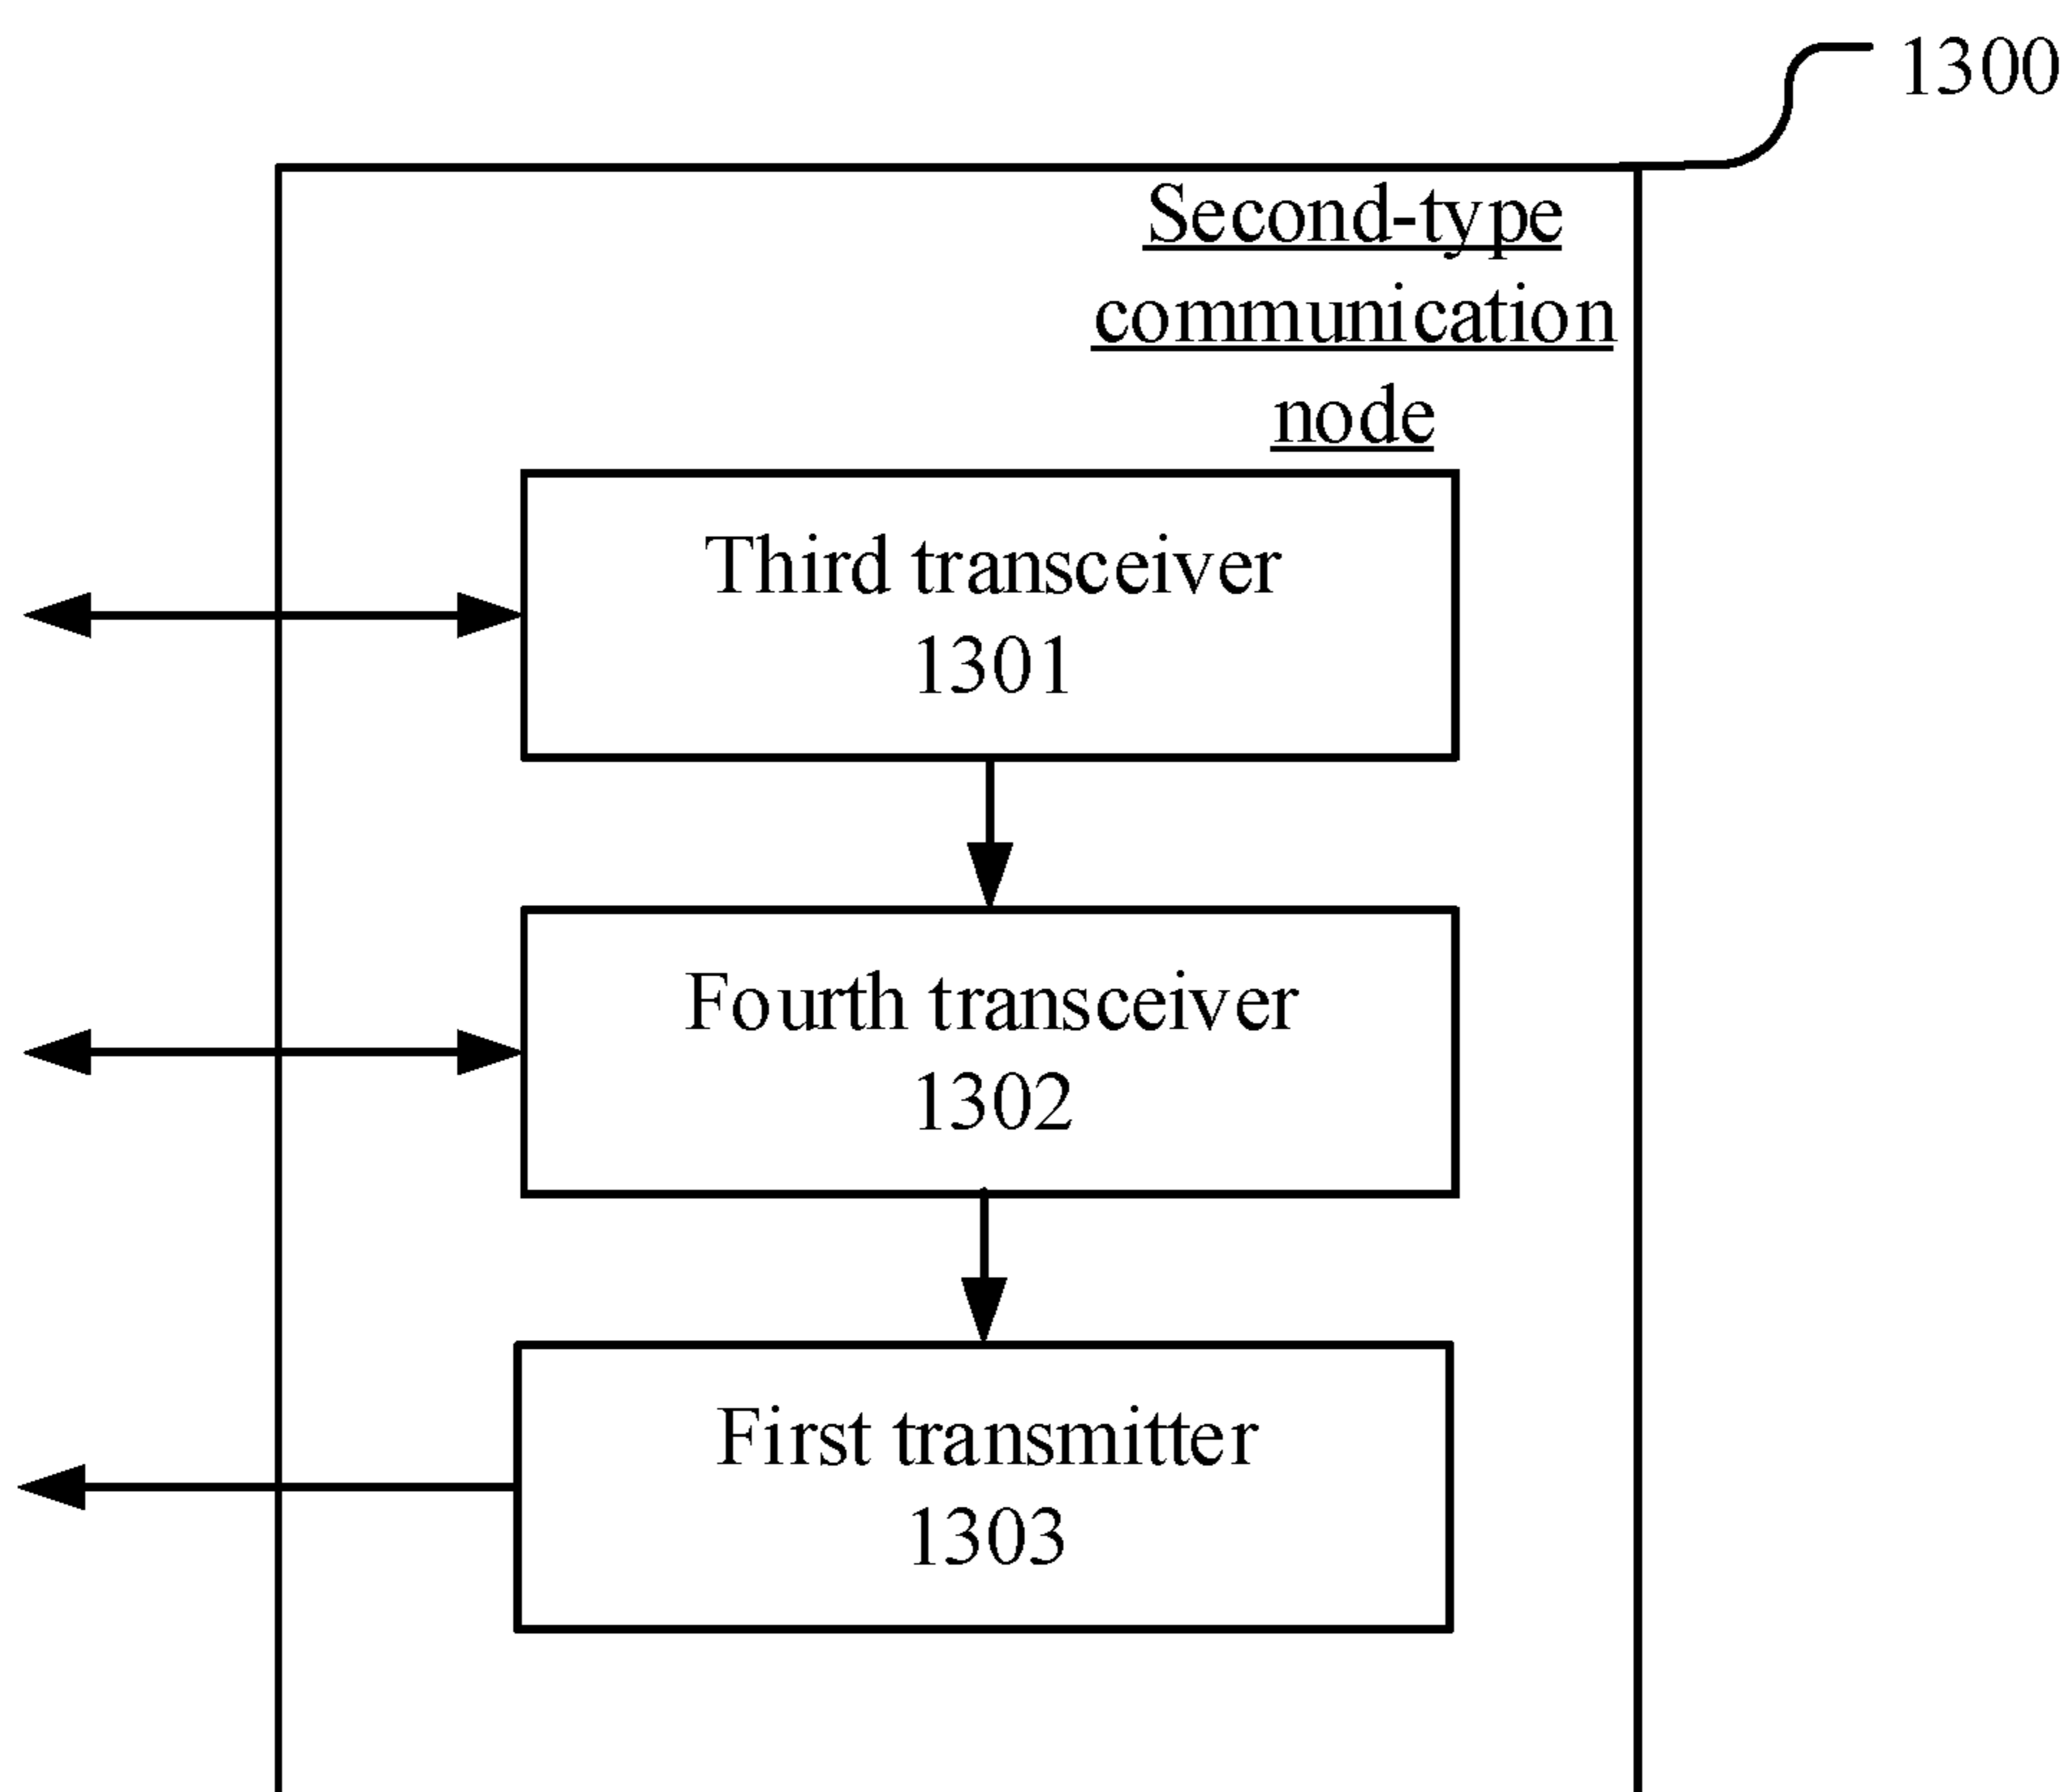 1300
Second-type
communication
node
Third transceiver
1301
Fourth transceiver
1302
First transmitter
1303